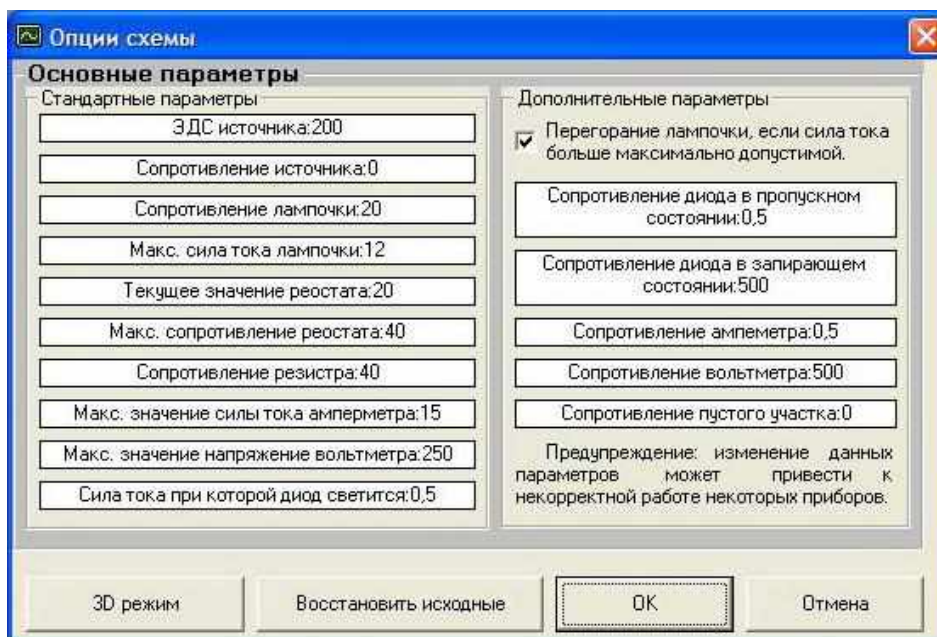 Опции схемы
Основные параметры
Стандартные параметры
ЭДС источника:200
Сопротивление источника:0
Сопротивление лампочки:20
Макс. сила тока лампочки:12
Текущее значение реостата:20
Макс. сопротивление реостата:40
Сопротивление резистра:40
Макс. значение силы тока амперметра:15
Макс. значение напряжение вольтметра:250
Сила тока при которой диод светится:0,5
Дополнительные параметры
Перегорание лампочки, если сила тока
больше максимально допустимой.
Сопротивление диода в пропускном
состоянии:0,5
Сопротивление диода в запирающем
состоянии:500
Сопротивление ампеметра:0,5
Сопротивление вольтметра:500
Сопротивление пустого участка:0
Предупреждение: изменение данных
параметров может привести к
некорректной работе некоторых приборов.
3D режим
Восстановить исходные
OK
Отмена